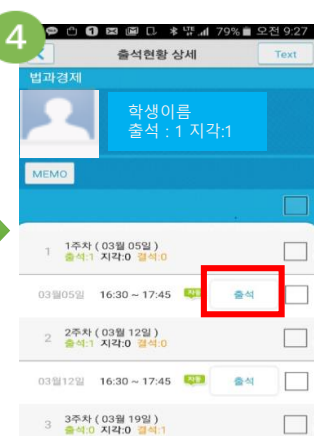 4
79% 오전 9:27
출석현황 상세
Text
법과경제
학생이름
출석 : 1 지각:1
MEMO
1 1주차 ( 03월 05일 )
출석:1 지각:0 결석:0
03월05일 16:30 ~ 17:45 자동 출석
2 2주차 ( 03월 12일 )
출석:1 지각:0 결석:0
03월12일 16:30 ~ 17:45 자동 출석
3 3주차 ( 03월 19일 )
출석:0 지각:0 결석:1